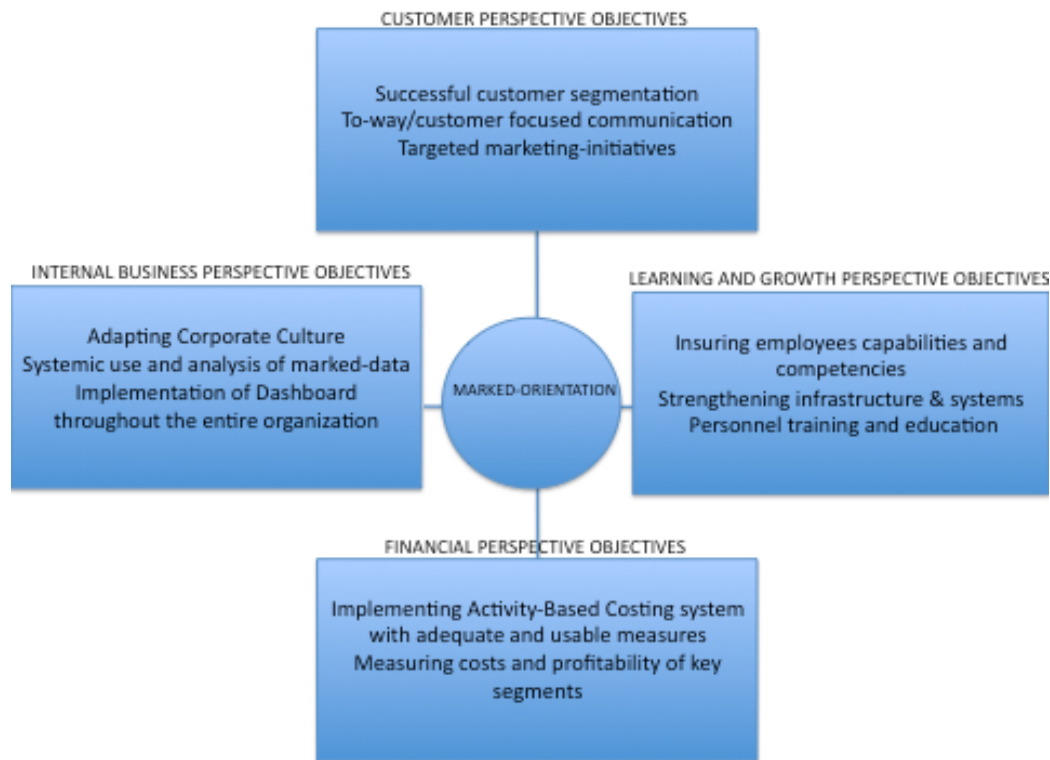 CUSTOMER PERSPECTIVE OBJECTIVES
Successful customer segmentation
To-way/customer focused communication
Targeted marketing-initiatives
INTERNAL BUSINESS PERSPECTIVE OBJECTIVES
Adapting Corporate Culture
Systemic use and analysis of marked-data
Implementation of Dashboard
throughout the entire organization
MARKED-ORIENTATION
LEARNING AND GROWTH PERSPECTIVE OBJECTIVES
Insuring employees capabilities and
competencies
Strengthening infrastructure & systems
Personnel training and education
FINANCIAL PERSPECTIVE OBJECTIVES
Implementing Activity-Based Costing system
with adequate and usable measures
Measuring costs and profitability of key
segments